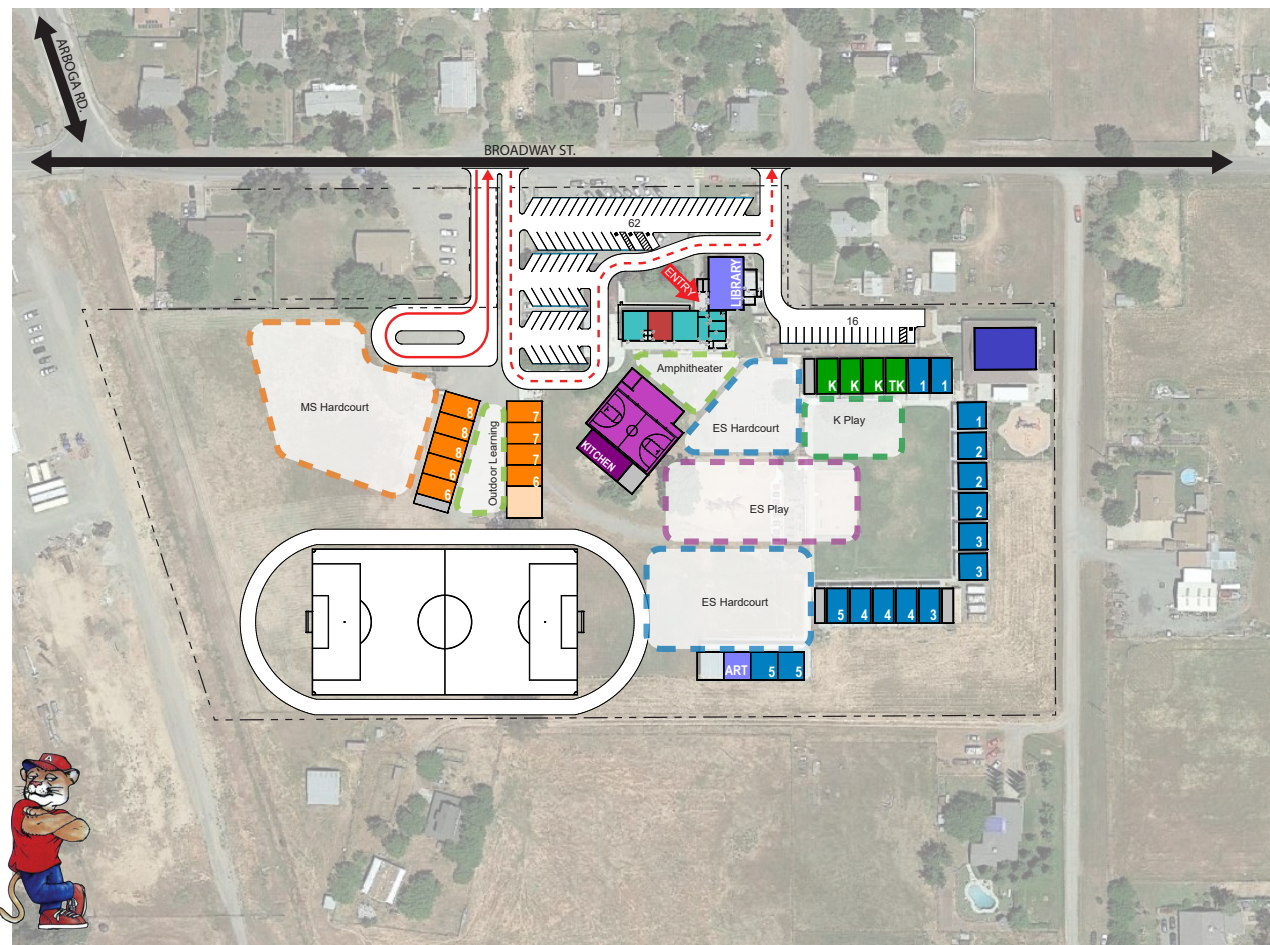 ARBOGA RD.
BROADWAY ST.
62
ENTRY
LIBRARY
16
Amphitheater
K
K
K
TK
1
1
MS Hardcourt
8
8
8
6
6
Outdoor Learning
7
7
7
6
KITCHEN
ES Hardcourt
K Play
1
2
2
2
3
3
ES Play
ES Hardcourt
5
4
4
4
3
ART
5
5
A